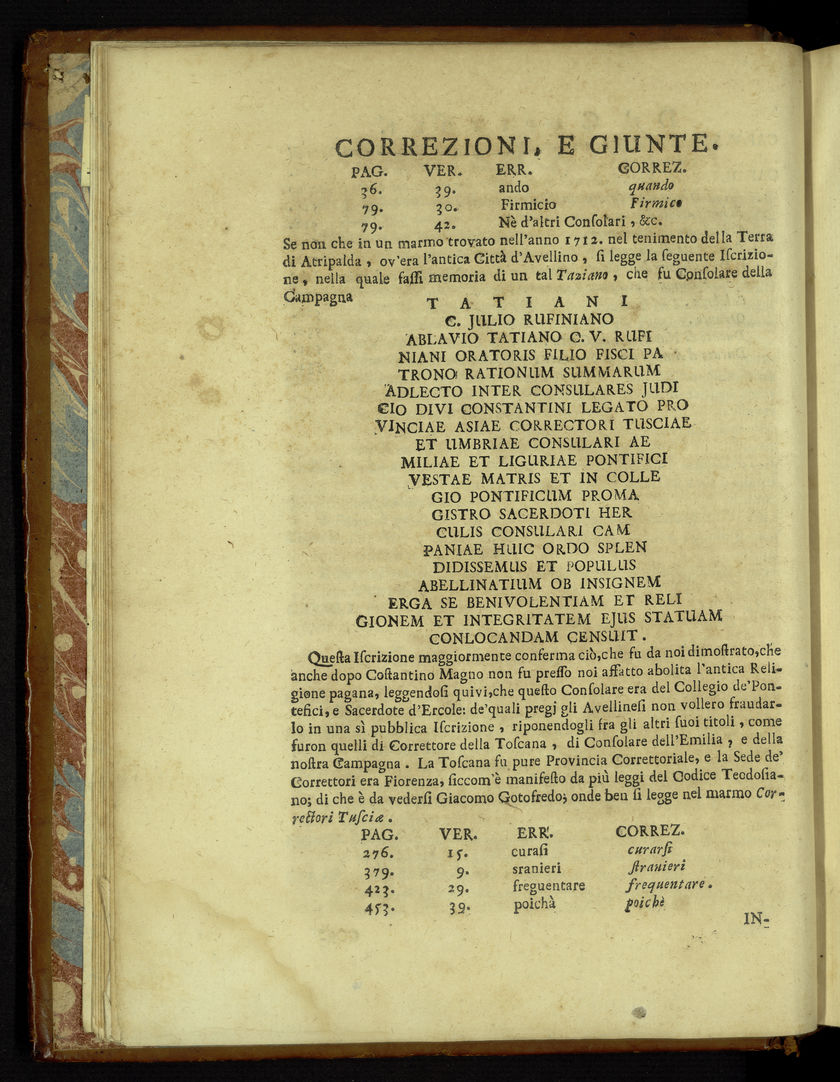 CORREZIONI, E GIUNTE.
PAG. VER. ERR. CORREZ.
36. 39. ando quando
79. 30. Firmicio Firmico
79. 42. Nè d'altri Conſolari, &c.
Se non che in un marmo trovato nell'anno 1712. nel tenimento della Terra
di Atripalda, ov'era l'antica Città d'Avellino, ſi legge la ſeguente Iſcrizio-
ne, nella quale faſſi memoria di un tal Taziano, che fu Conſolare della
Campagna
T A T I A N I
C. JULIO RUFINIANO
ABLAVIO TATIANO C. V. RUFI
NIANI ORATORIS FILIO FISCI PA
TRONO RATIONUM SUMMARUM
ADLECTO INTER CONSULARES JUDI
CIO DIVI CONSTANTINI LEGATO PRO
VINCIAE ASIAE CORRECTORI TUSCIAE
ET UMBRIAE CONSULARI AE
MILIAE ET LIGURIAE PONTIFICI
VESTAE MATRIS ET IN COLLE
GIO PONTIFICUM PROMA
GISTRO SACERDOTI HER
CULIS CONSULARI CAM
PANIAE HUIC ORDO SPLEN
DIDISSEMUS ET POPULUS
ABELLINATIUM OB INSIGNEM
ERGA SE BENIVOLENTIAM ET RELI
GIONEM ET INTEGRITATEM EJUS STATUAM
CONLOCANDAM CENSUIT.
Queſta Iſcrizione maggiormente conferma ciò, che fu da noi dimoſtrato, che
anche dopo Coſtantino Magno non fu preſſo noi affatto abolita l'antica Reli-
gione pagana, leggendoſi quivi, che queſto Conſolare era del Collegio de'Pon-
tefici, e Sacerdote d'Ercole: de'quali pregj gli Avellineſi non vollero fraudar-
lo in una sì pubblica Iſcrizione, riponendogli fra gli altri ſuoi titoli, come
furon quelli di Correttore della Toſcana, di Conſolare dell'Emilia, e della
noſtra Campagna. La Toſcana fu pure Provincia Correttoriale, e la Sede de'
Correttori era Fiorenza, ſiccom'è manifeſto da più leggi del Codice Teodoſia-
no; di che è da vederſi Giacomo Gotofredo; onde ben ſi legge nel marmo Cor-
rectori Tuſciæ.
PAG. VER. ERR. CORREZ.
276. 15. curaſi curarſi
379. 9. sranieri ſtranieri
423. 29. freguentare frequentare.
453. 39. poichà poichè
IN-